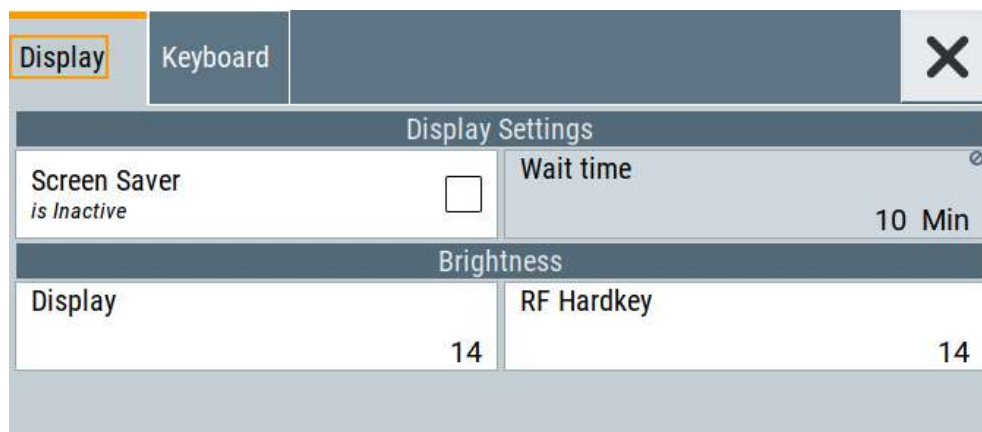 Display
Keyboard
Display Settings
Screen Saver
is Inactive
Wait time
10 Min
Brightness
Display
14
RF Hardkey
14